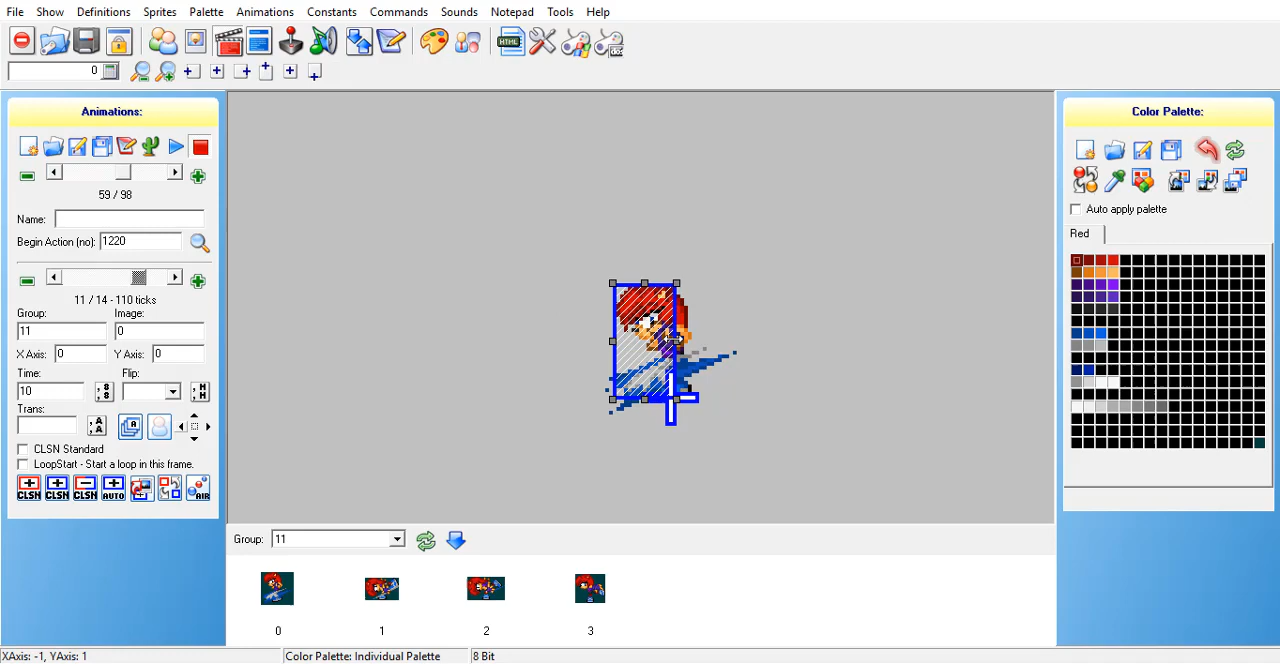 File Show Definitions Sprites Palette Animations Constants Commands Sounds Notepad Tools Help
HTML
0
Animations:
Color Palette:
59 / 98
Name:
Auto apply palette
Begin Action (no): 1220
Red
11 / 14 - 110 ticks
Group: Image:
11 0
X Axis: 0 Y Axis: 0
Time: Flip:
10
Trans:
CLSN Standard
LoopStart - Start a loop in this frame.
CLSN CLSN CLSN AUTO AIR
Group: 11
0 1 2 3
XAxis: -1, YAxis: 1 Color Palette: Individual Palette 8 Bit